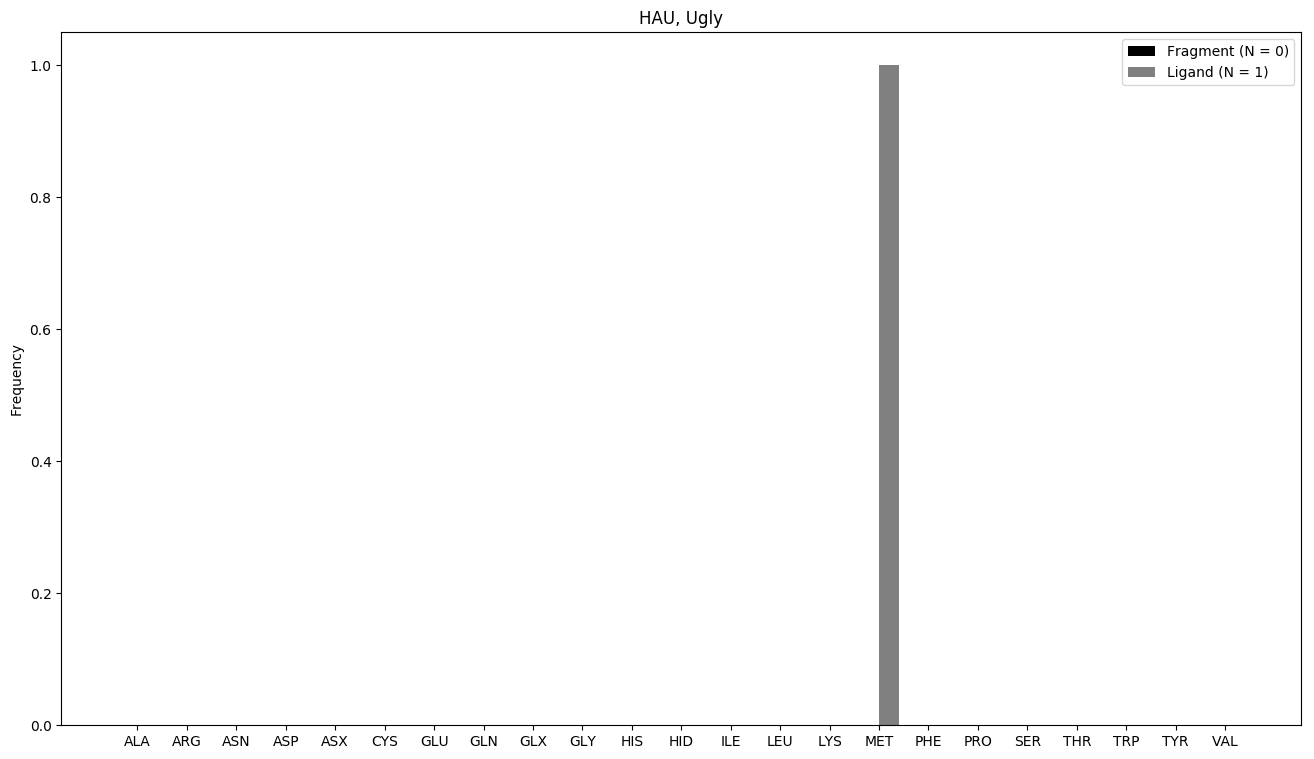 HAU, Ugly
Fragment (N = 0)
Ligand (N = 1)
1.0
0.8
0.6
0.4
0.2
0.0
Frequency
ALA ARG ASN ASP ASX CYS GLU GLN GLX GLY HIS HID ILE LEU LYS MET PHE PRO SER THR TRP TYR VAL